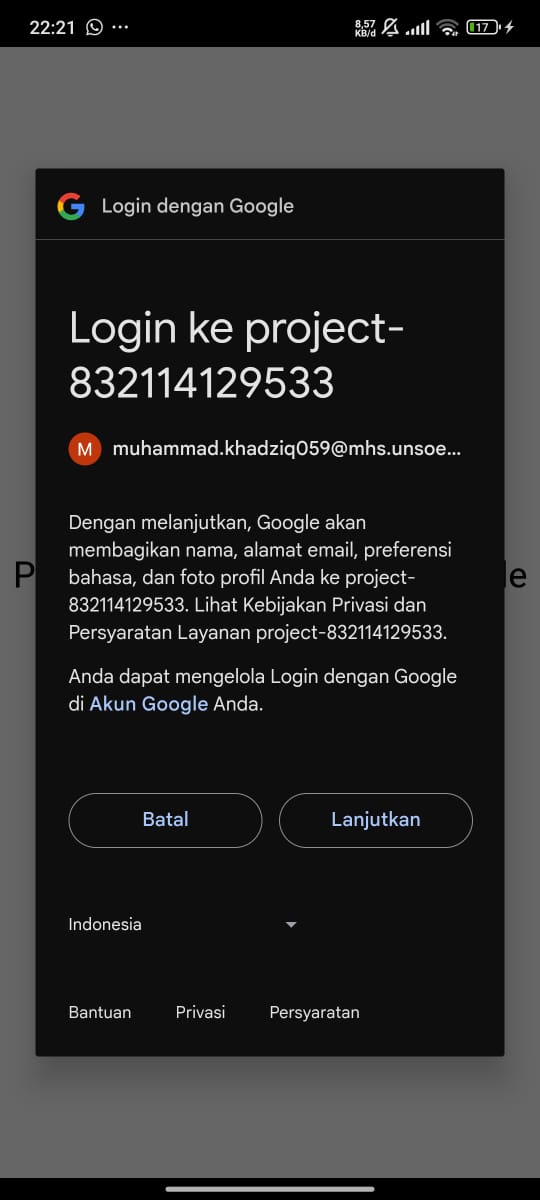 22:21
8,57
KB/d
17
Login dengan Google
Login ke project-
832114129533
M
muhammad.khadziq059@mhs.unsoe...
Dengan melanjutkan, Google akan
membagikan nama, alamat email, preferensi
bahasa, dan foto profil Anda ke project-
832114129533. Lihat Kebijakan Privasi dan
Persyaratan Layanan project-832114129533.
Anda dapat mengelola Login dengan Google
di Akun Google Anda.
Batal
Lanjutkan
Indonesia
Bantuan
Privasi
Persyaratan